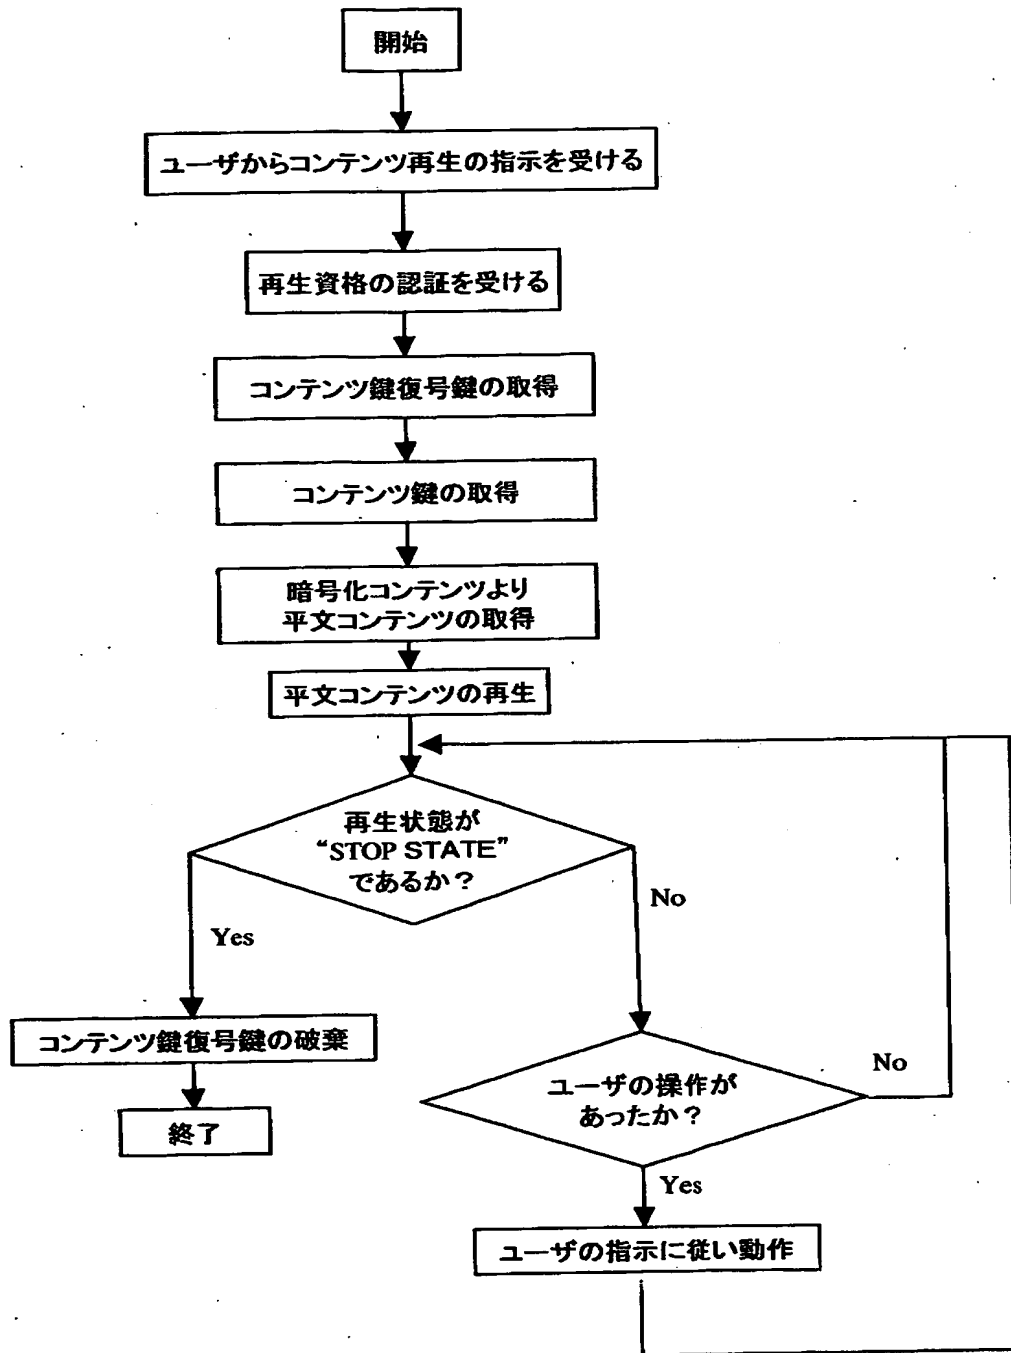 開始
ユーザからコンテンツ再生の指示を受ける
再生資格の認証を受ける
コンテンツ鍵復号鍵の取得
コンテンツ鍵の取得
暗号化コンテンツより
平文コンテンツの取得
平文コンテンツの再生
再生状態が
“STOP STATE”
であるか？
No
Yes
コンテンツ鍵復号鍵の破棄
終了
ユーザの操作が
あったか？
No
Yes
ユーザの指示に従い動作